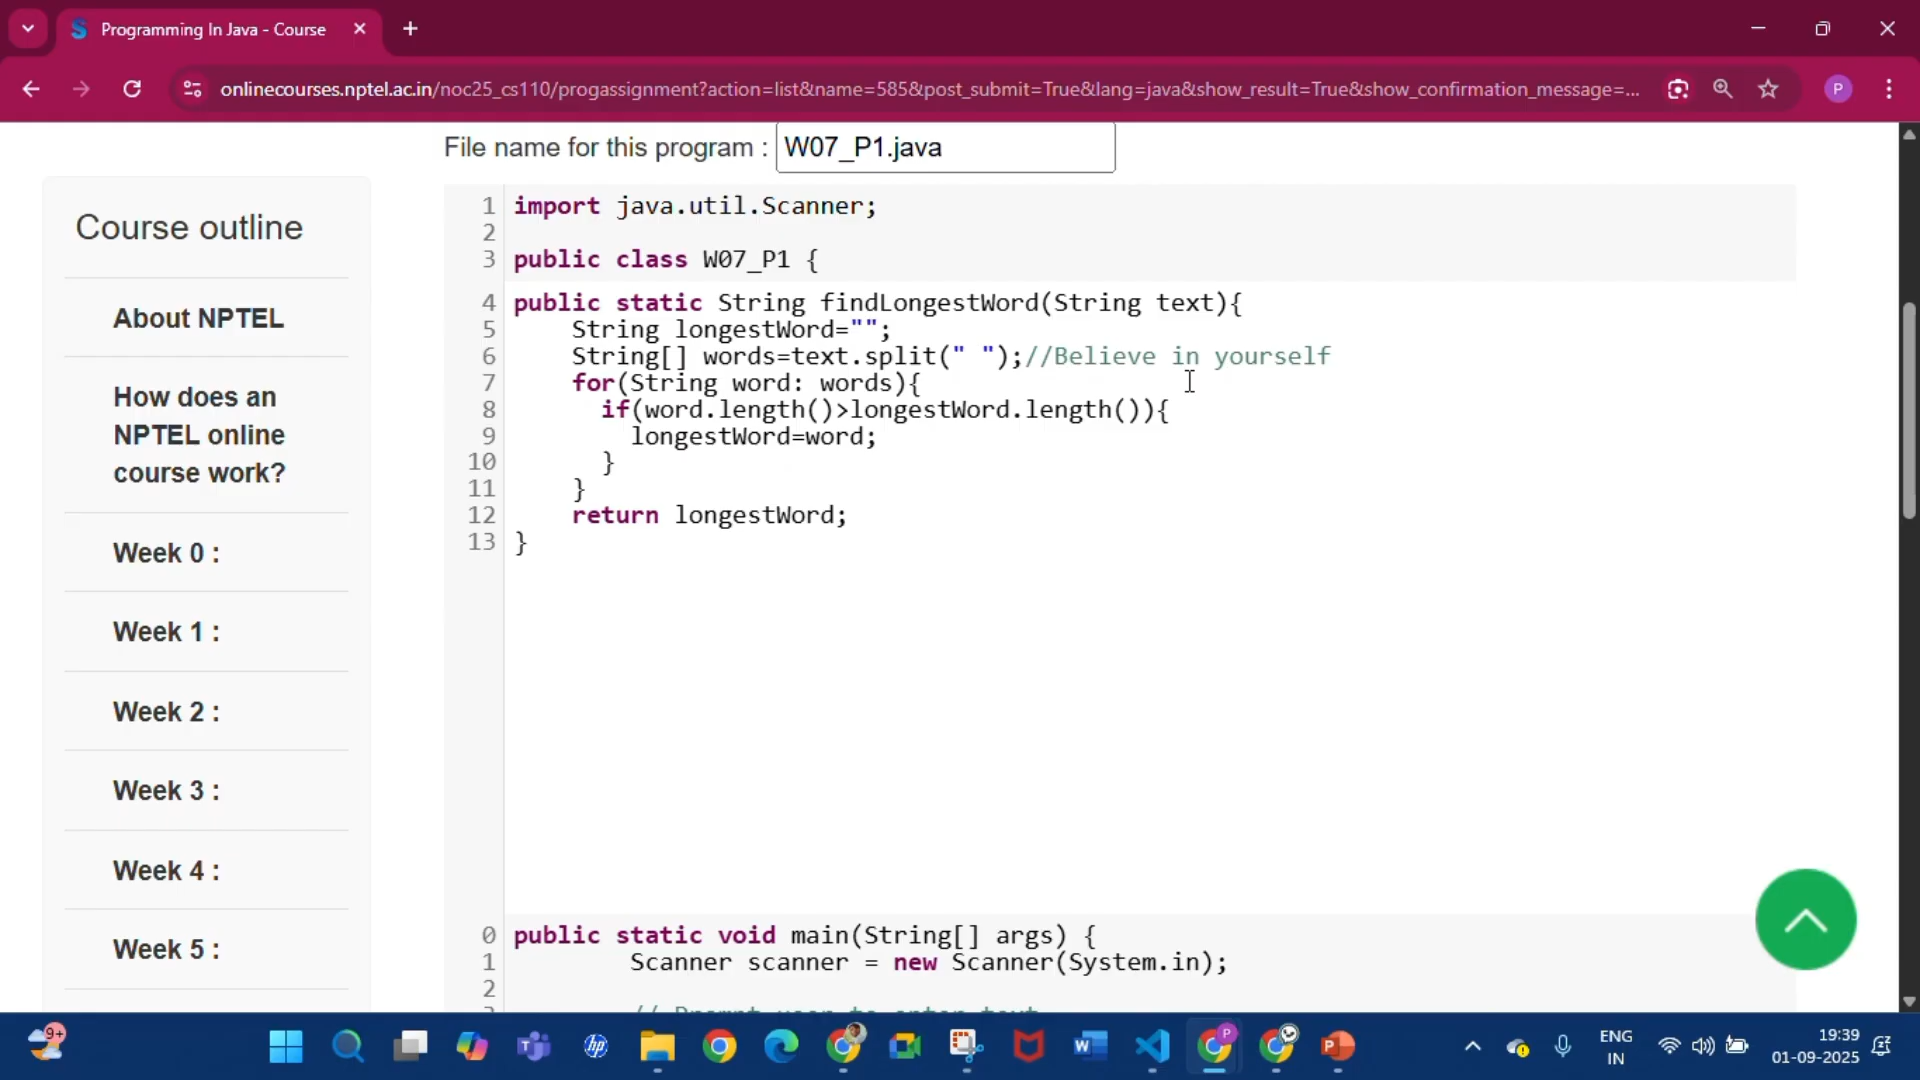 Programming In Java - Course
onlinecourses.nptel.ac.in/noc25_cs110/progassignment?action=list&name=585&post_submit=True&lang=java&show_result=True&show_confirmation_message=...
P
File name for this program : W07_P1.java
Course outline
About NPTEL
How does an
NPTEL online
course work?
Week 0 :
Week 1 :
Week 2 :
Week 3 :
Week 4 :
Week 5 :
1 import java.util.Scanner;
2
3 public class W07_P1 {
4 public static String findLongestWord(String text){
5     String longestWord="";
6     String[] words=text.split(" ");//Believe in yourself
7     for(String word: words){
8       if(word.length()>longestWord.length()){
9         longestWord=word;
10       }
11     }
12     return longestWord;
13 }
0 public static void main(String[] args) {
1         Scanner scanner = new Scanner(System.in);
2
9+
ENG
IN
19:39
01-09-2025